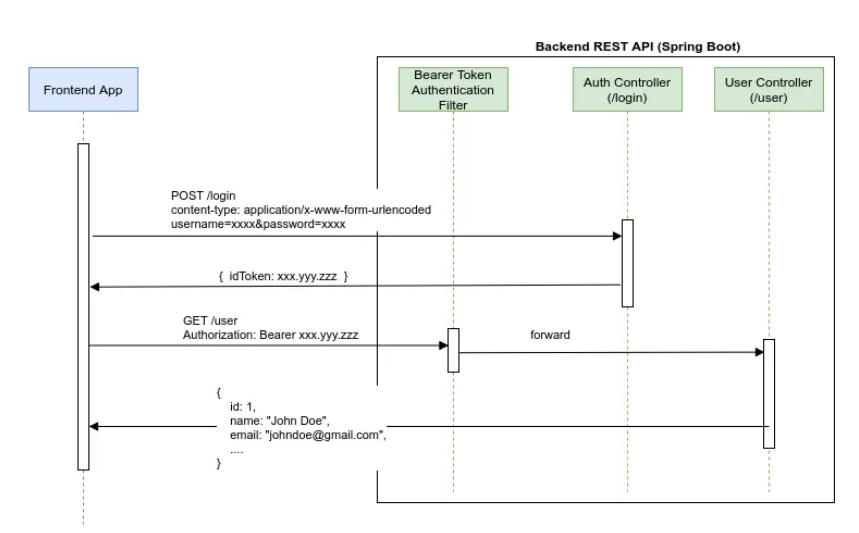 Backend REST API (Spring Boot)
Frontend App
Bearer Token
Authentication
Filter
Auth Controller
(/login)
User Controller
(/user)
POST /login
content-type: application/x-www-form-urlencoded
username=xxxx&password=xxxx
{ idToken: xxx.yyy.zzz }
GET /user
Authorization: Bearer xxx.yyy.zzz
forward
{
id: 1,
name: "John Doe",
email: "johndoe@gmail.com",
....
}